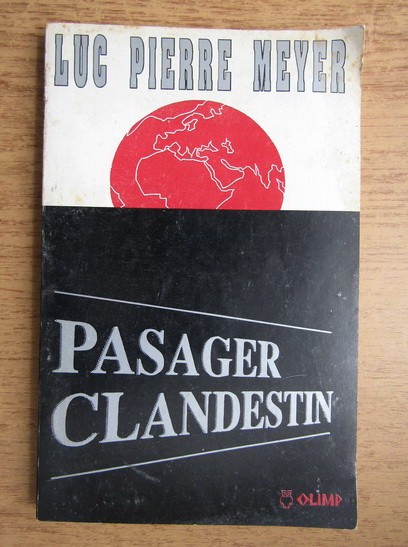 LUC PIERRE MEYER
PASAGER
CLANDESTIN
OLIMP